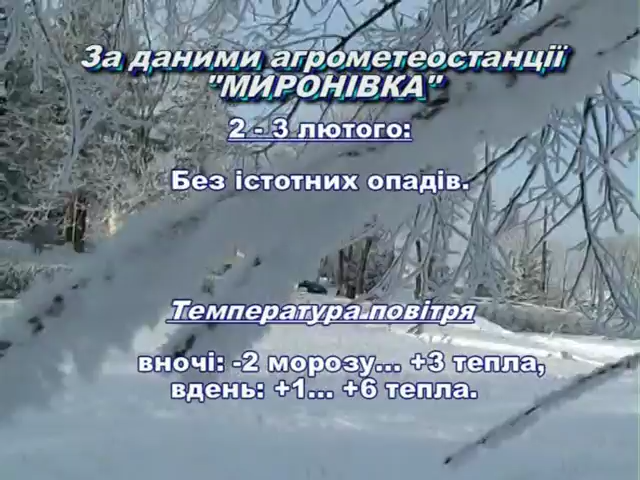 За даними агрометеостанції
"МИРОНІВКА"
2 - 3 лютого:
Без істотних опадів.
Температура повітря
вночі: -2 морозу... +3 тепла,
вдень: +1... +6 тепла.